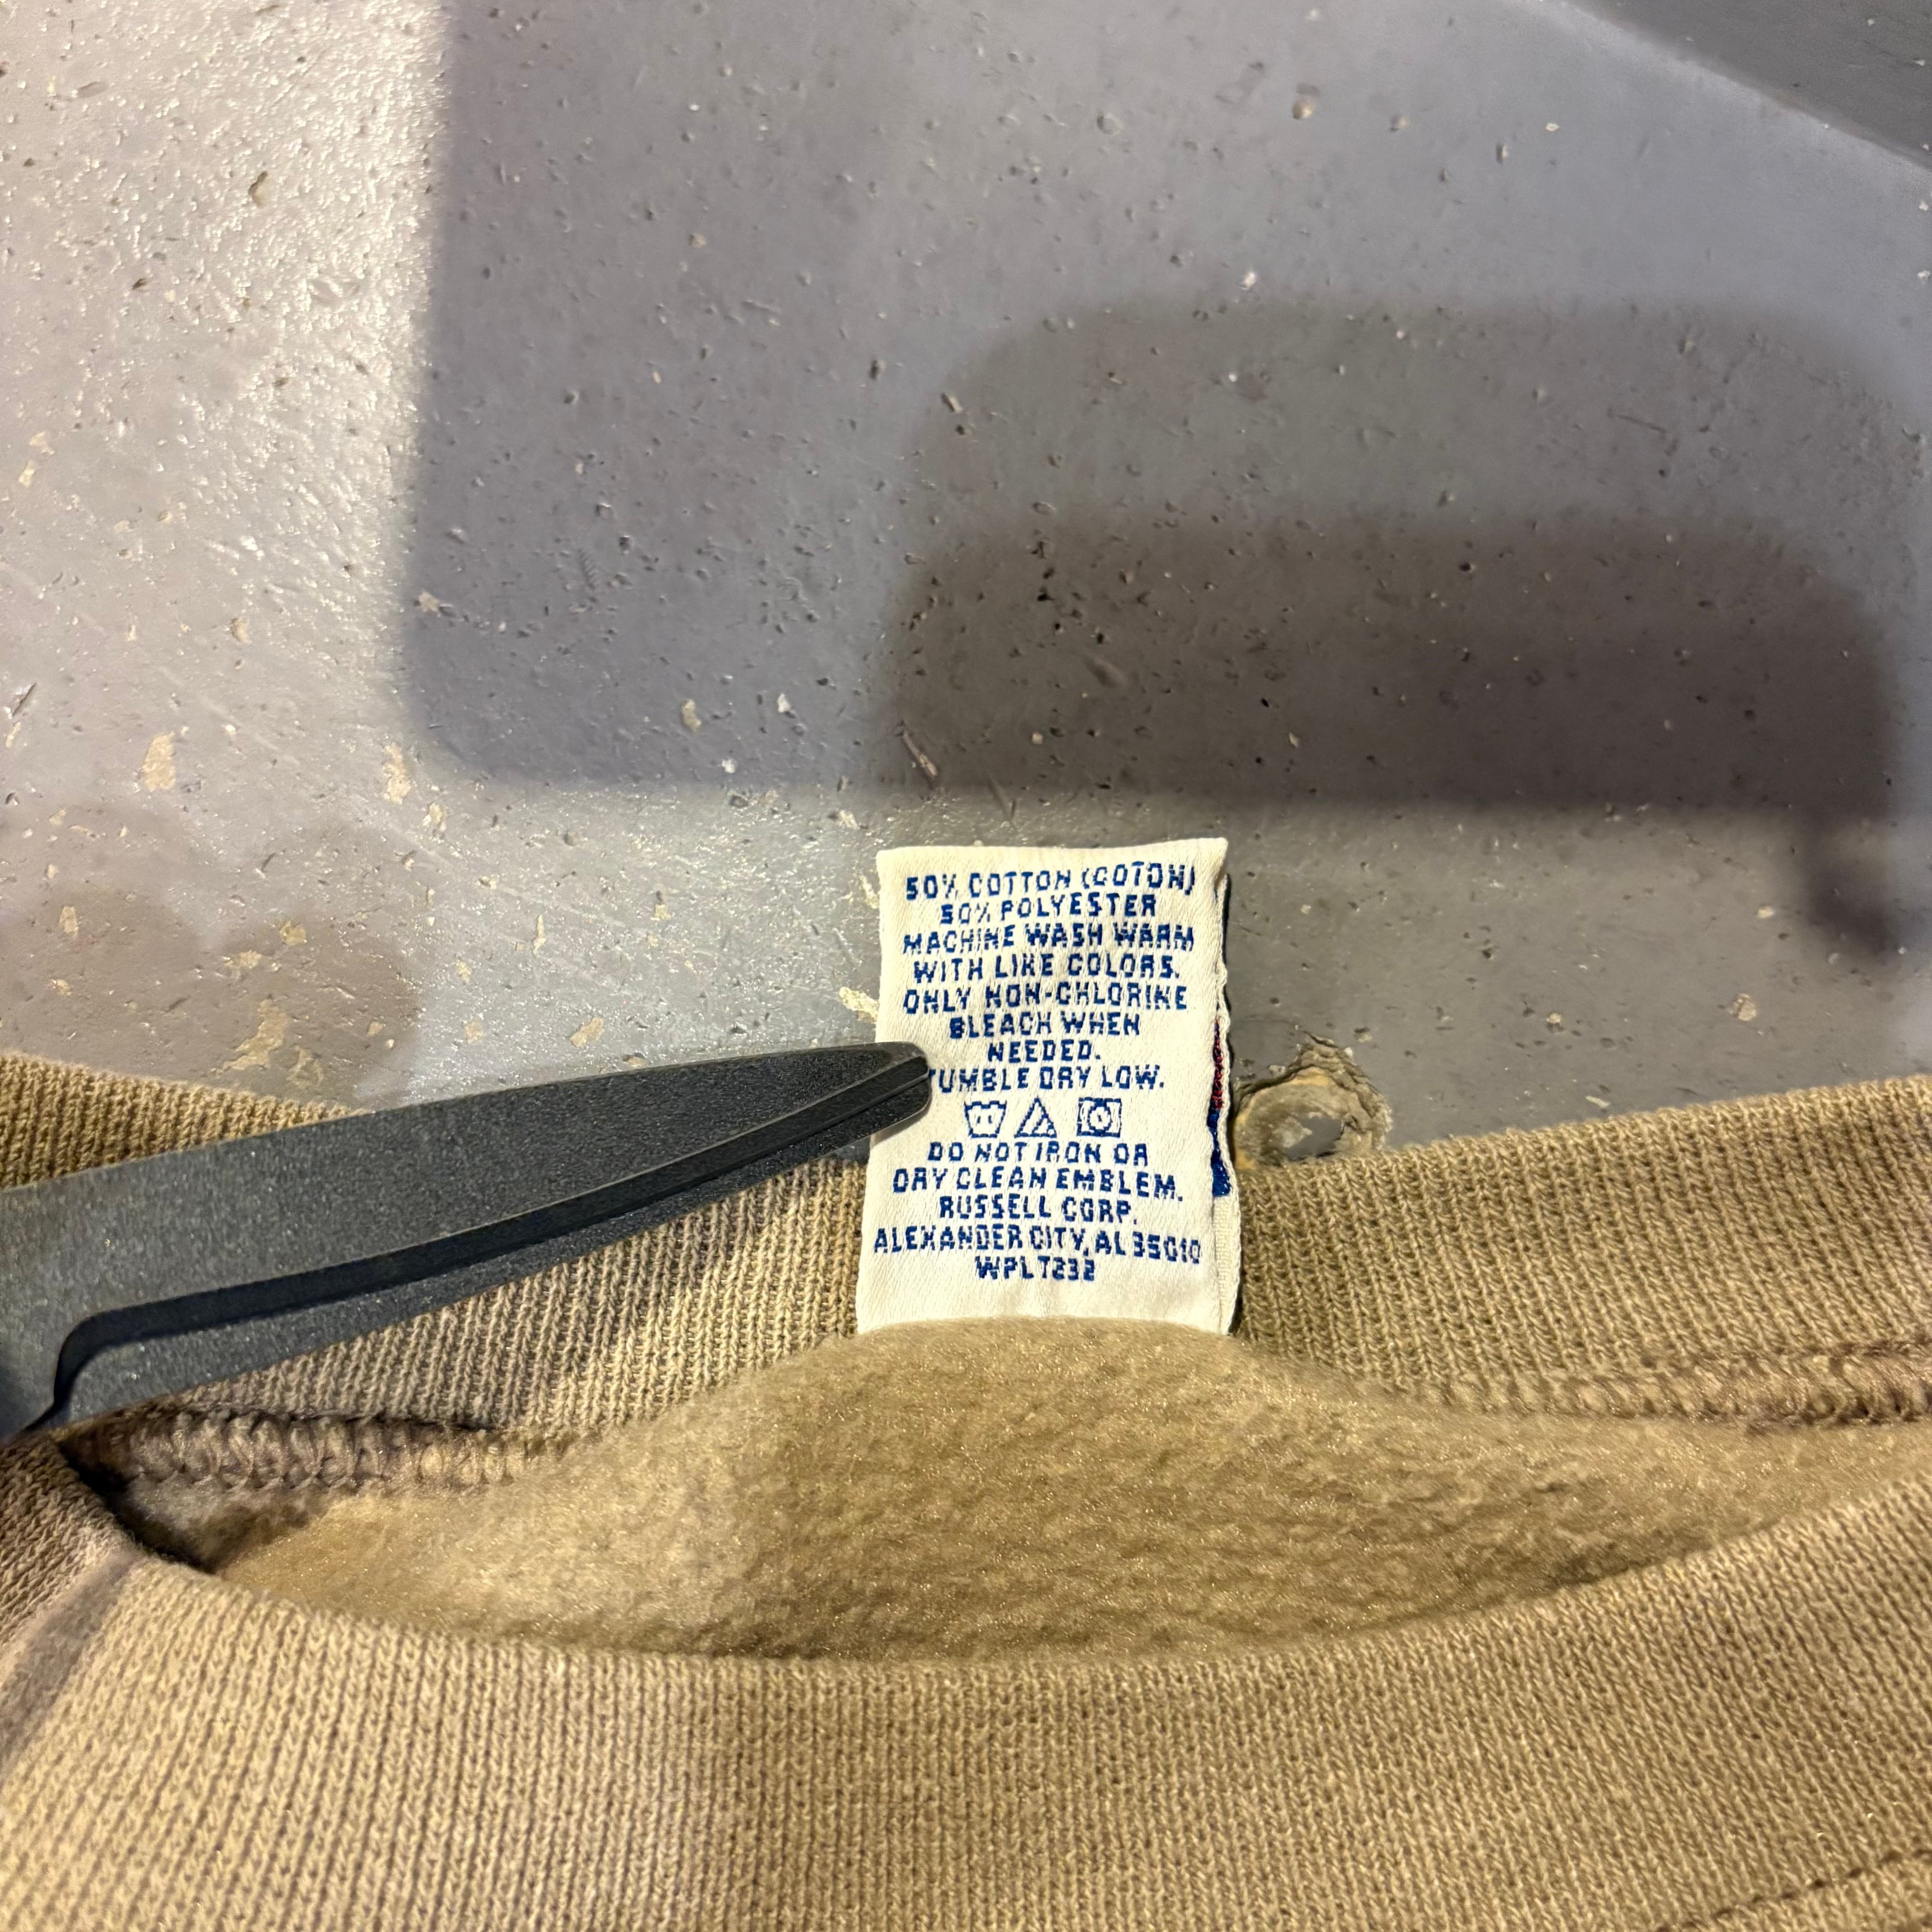 50% COTTON (COTON)
50% POLYESTER
MACHINE WASH WARM
WITH LIKE COLORS.
ONLY NON-CHLORINE
BLEACH WHEN
NEEDED.
TUMBLE DRY LOW.
DO NOT IRON OR
DRY CLEAN EMBLEM.
RUSSELL CORP.
ALEXANDER CITY, AL 35010
WPL 7232